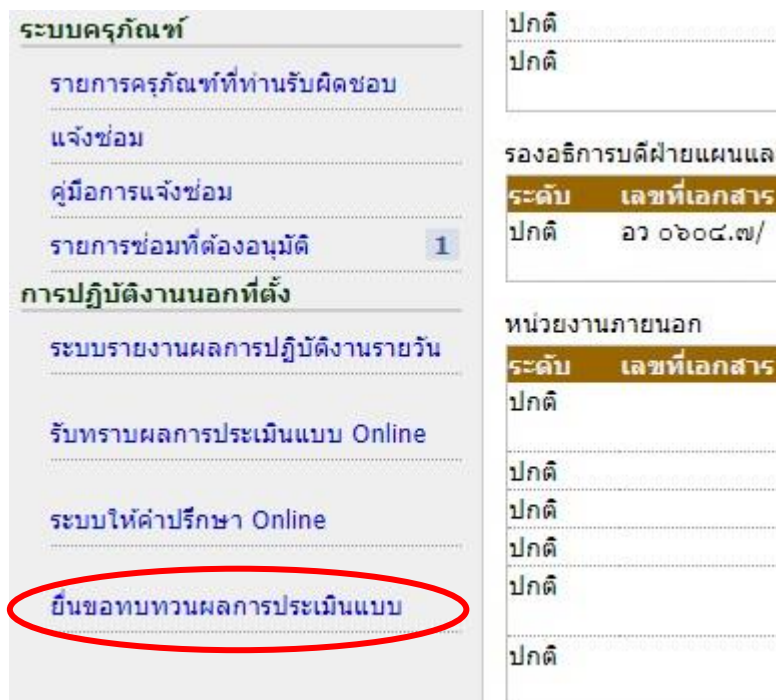 ระบบครุภัณฑ์
รายการครุภัณฑ์ที่ท่านรับผิดชอบ
แจ้งซ่อม
คู่มือการแจ้งซ่อม
รายการซ่อมที่ต้องอนุมัติ 1
การปฏิบัติงานนอกที่ตั้ง
ระบบรายงานผลการปฏิบัติงานรายวัน
รับทราบผลการประเมินแบบ Online
ระบบให้คำปรึกษา Online
ยื่นขอทบทวนผลการประเมินแบบ
ปกติ
ปกติ
รองอธิการบดีฝ่ายแผนแล
ระดับ เลขที่เอกสาร
ปกติ อว ๐๖๐๔.๗/
หน่วยงานภายนอก
ระดับ เลขที่เอกสาร
ปกติ
ปกติ
ปกติ
ปกติ
ปกติ
ปกติ